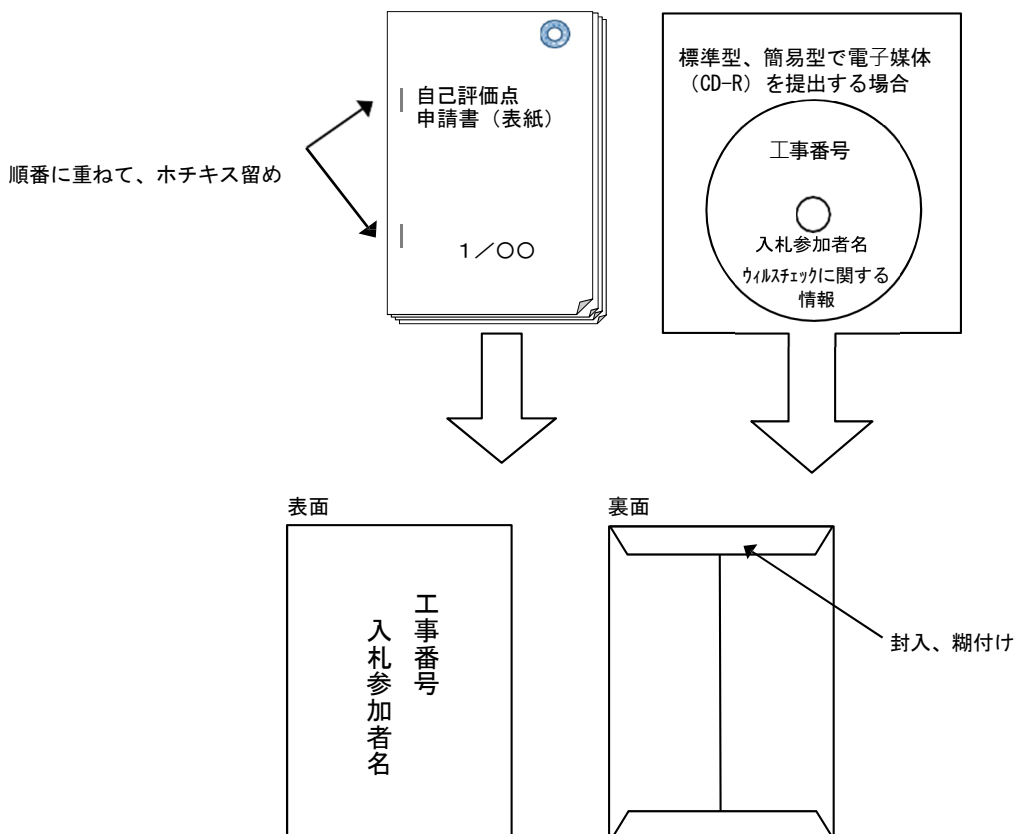 標準型、簡易型で電子媒体
（CD-R）を提出する場合
自己評価点
申請書（表紙）
工事番号
順番に重ねて、ホチキス留め
入札参加者名
１／〇〇
ウィルスチェックに関する
情報
表面
裏面
工事番号
入札参加者名
封入、糊付け